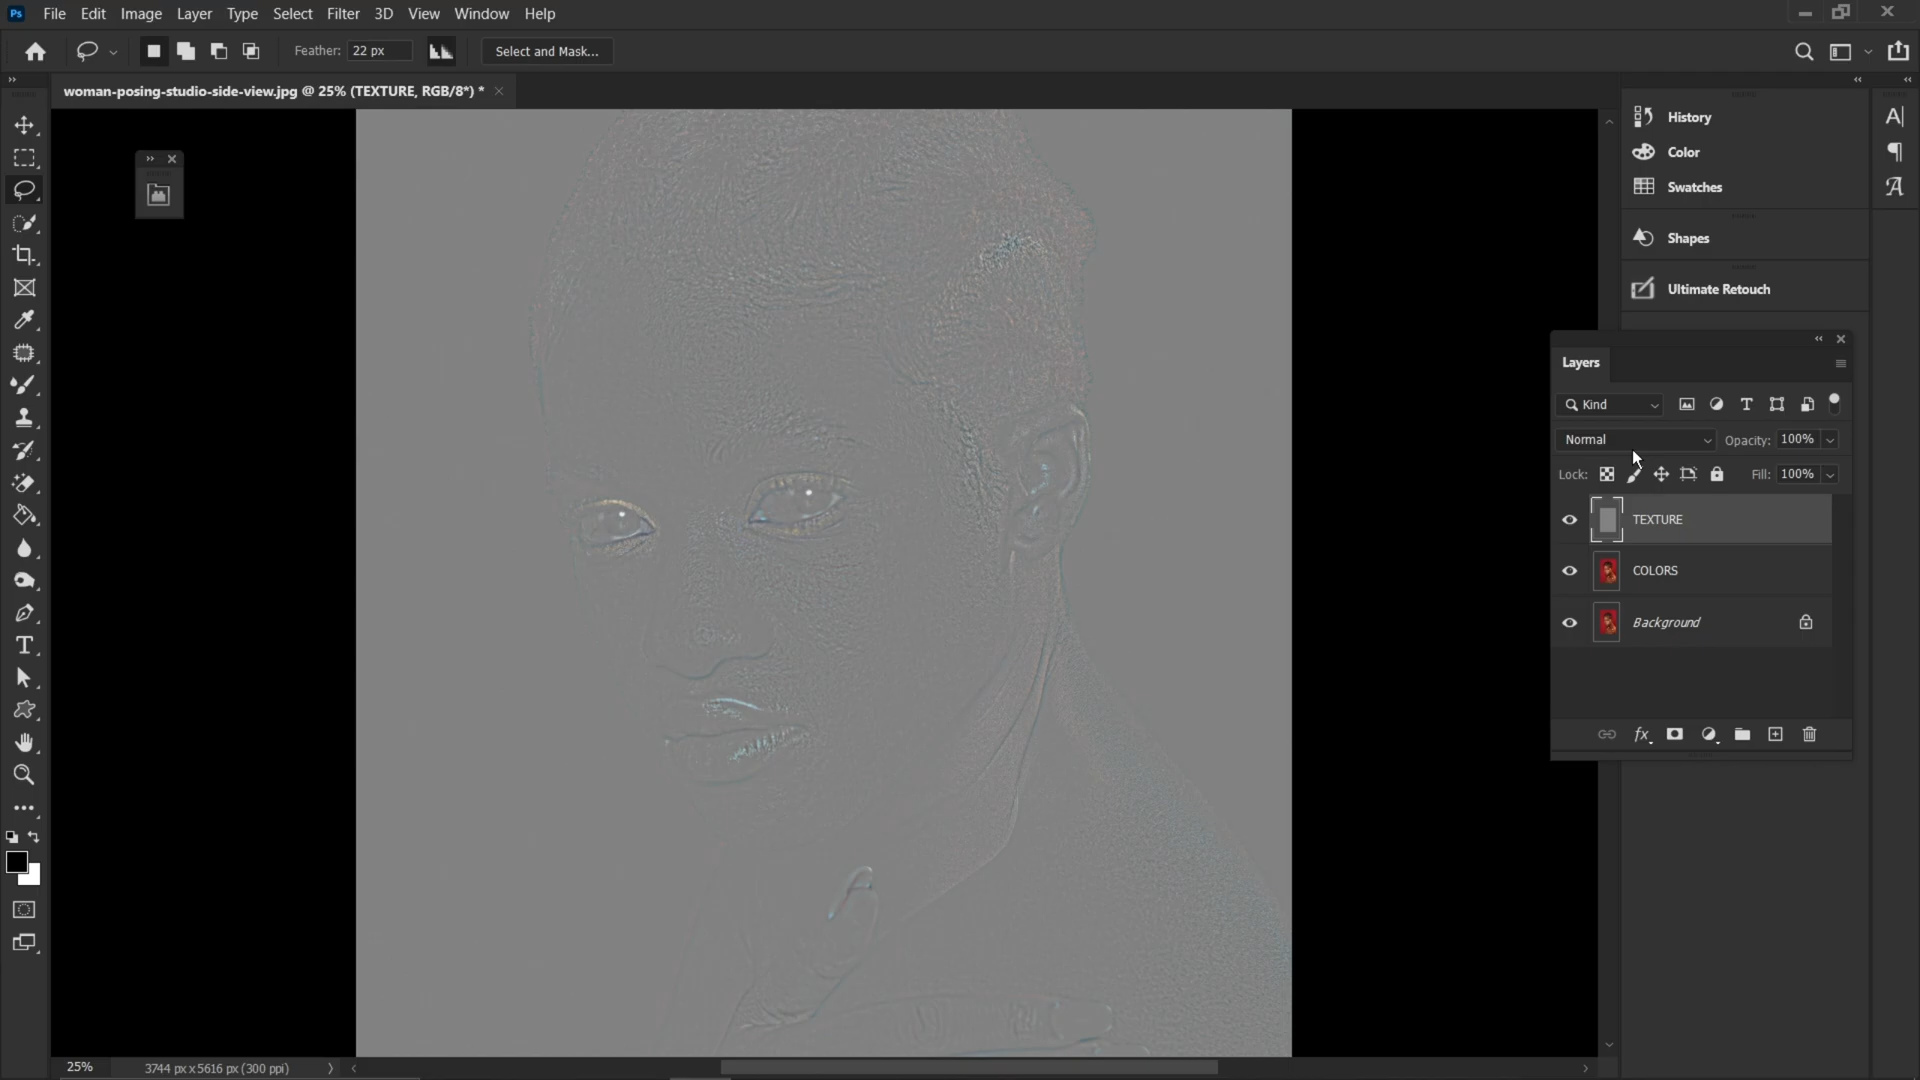 Ps File Edit Image Layer Type Select Filter 3D View Window Help
Feather: 22 px Select and Mask...
woman-posing-studio-side-view.jpg @ 25% (TEXTURE, RGB/8*) *
History
Color
Swatches
Shapes
Ultimate Retouch
Layers
Kind
Normal Opacity: 100%
Lock: Fill: 100%
TEXTURE
COLORS
Background
25% 3744 px x 5616 px (300 ppi)